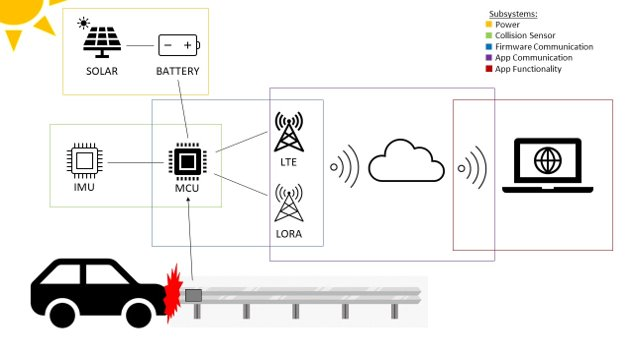 Subsystems:
Power
Collision Sensor
Firmware Communication
App Communication
App Functionality
SOLAR
BATTERY
LTE
IMU
MCU
LORA